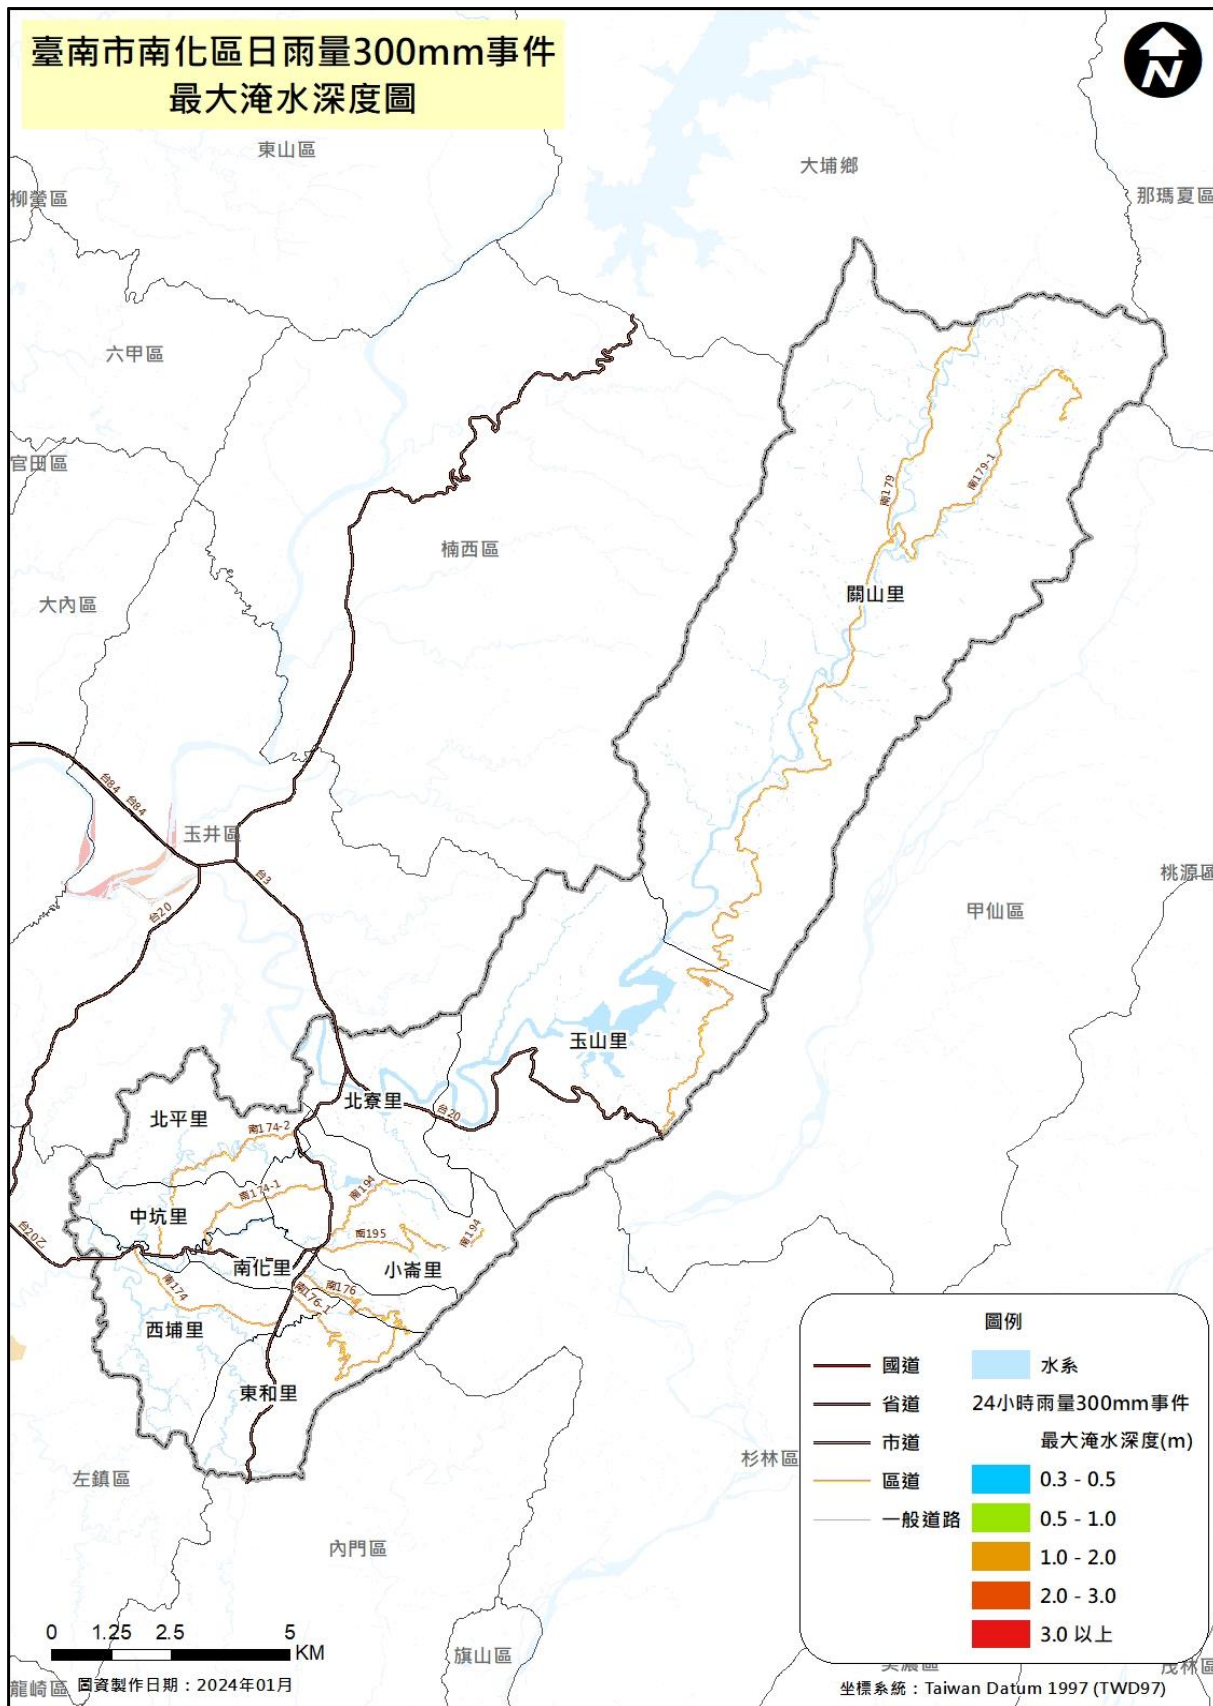 臺南市南化區日雨量300mm事件
最大淹水深度圖
N
東山區
大埔鄉
柳營區
那瑪夏區
六甲區
官田區
南179-1
南179
楠西區
關山里
大內區
台84
台84
玉井區
台3
桃源區
台20
甲仙區
玉山里
北寮里
台20
北平里
南174-2
南174-1
南194
中坑里
南194
台20乙
南195
南化里
小崙里
南174
南176
南176-1
西埔里
東和里
左鎮區
杉林區
內門區
旗山區
龍崎區
美濃區
茂林區
圖例
國道
水系
省道
24小時雨量300mm事件
市道
最大淹水深度(m)
區道
0.3 - 0.5
一般道路
0.5 - 1.0
1.0 - 2.0
2.0 - 3.0
3.0 以上
0 1.25 2.5 5
KM
圖資製作日期：2024年01月
坐標系統：Taiwan Datum 1997 (TWD97)